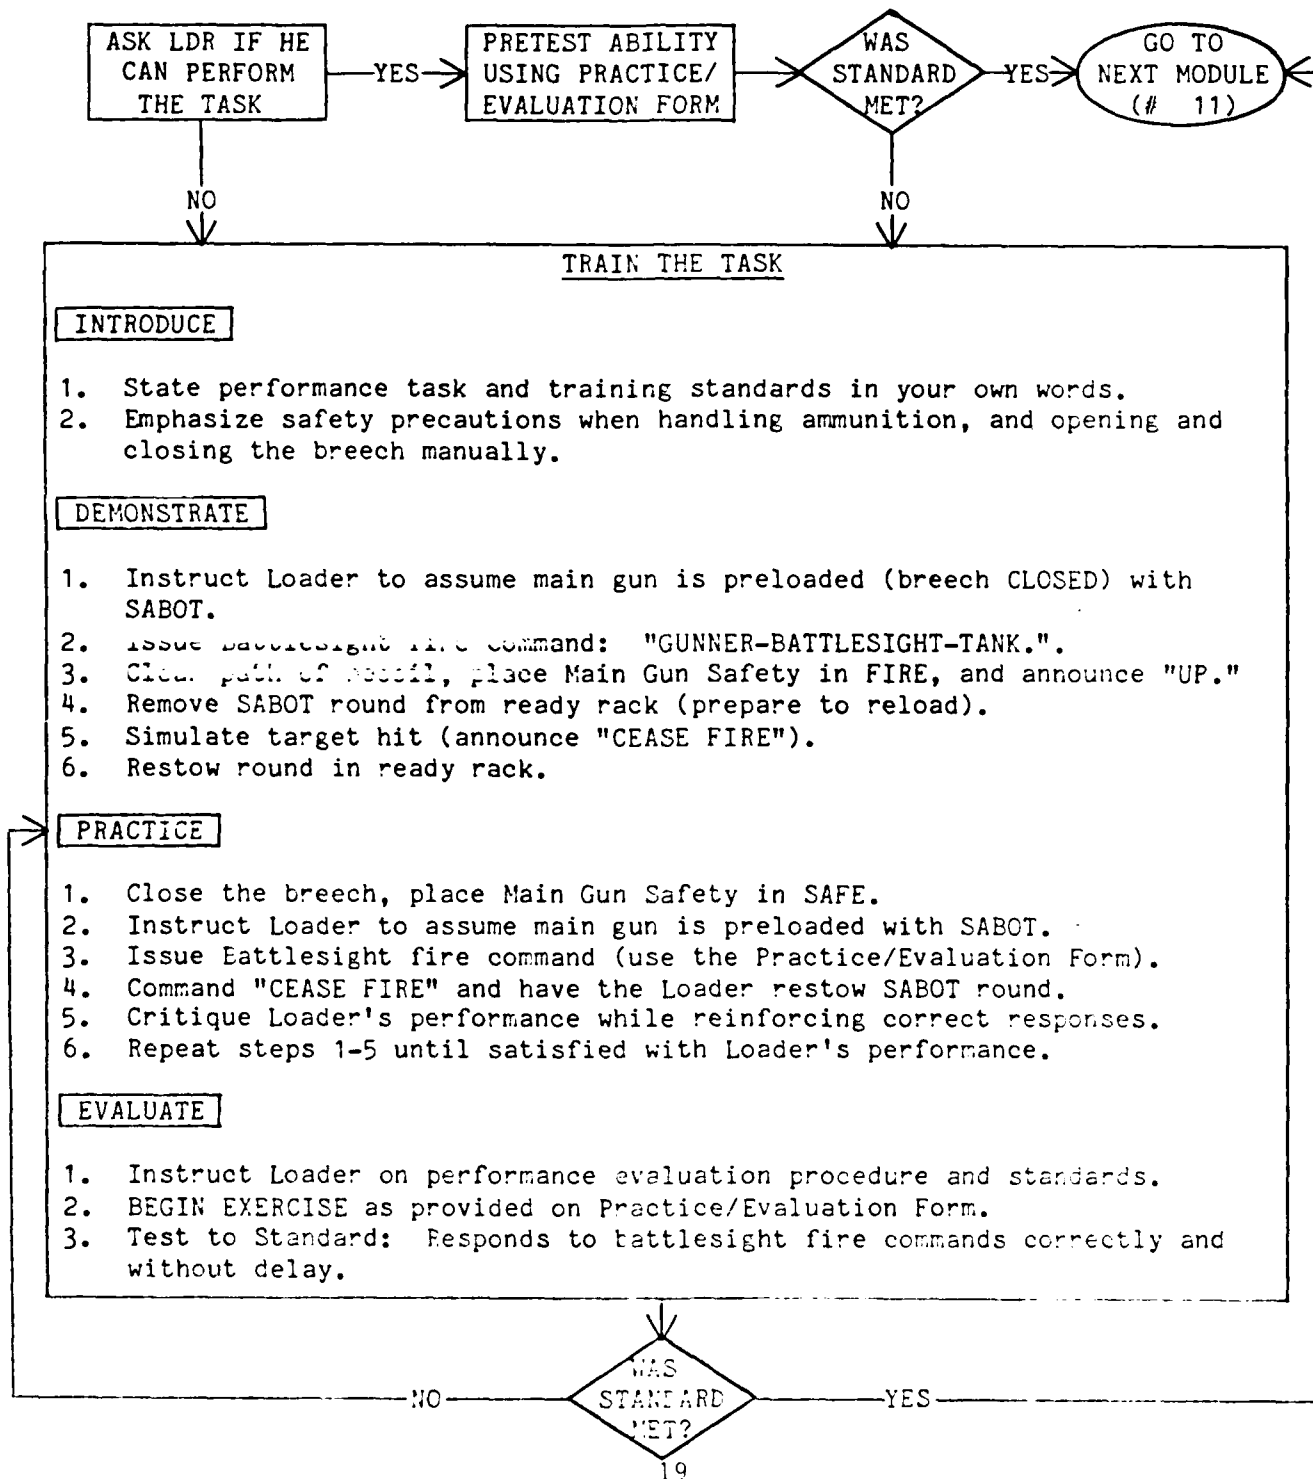 ASK LDR IF HE
CAN PERFORM
THE TASK
YES
PRETEST ABILITY
USING PRACTICE/
EVALUATION FORM
WAS
STANDARD
MET?
YES
GO TO
NEXT MODULE
(# 11)
NO
NO
TRAIN THE TASK
INTRODUCE
1. State performance task and training standards in your own words.
2. Emphasize safety precautions when handling ammunition, and opening and
closing the breech manually.
DEMONSTRATE
1. Instruct Loader to assume main gun is preloaded (breech CLOSED) with
SABOT.
2. Issue Battlesight fire command: "GUNNER-BATTLESIGHT-TANK.".
3. Clear path of recoil, place Main Gun Safety in FIRE, and announce "UP."
4. Remove SABOT round from ready rack (prepare to reload).
5. Simulate target hit (announce "CEASE FIRE").
6. Restow round in ready rack.
PRACTICE
1. Close the breech, place Main Gun Safety in SAFE.
2. Instruct Loader to assume main gun is preloaded with SABOT.
3. Issue Eattlesight fire command (use the Practice/Evaluation Form).
4. Command "CEASE FIRE" and have the Loader restow SABOT round.
5. Critique Loader's performance while reinforcing correct responses.
6. Repeat steps 1-5 until satisfied with Loader's performance.
EVALUATE
1. Instruct Loader on performance evaluation procedure and standards.
2. BEGIN EXERCISE as provided on Practice/Evaluation Form.
3. Test to Standard: Responds to battlesight fire commands correctly and
without delay.
WAS
STANDARD
MET?
NO
YES
19